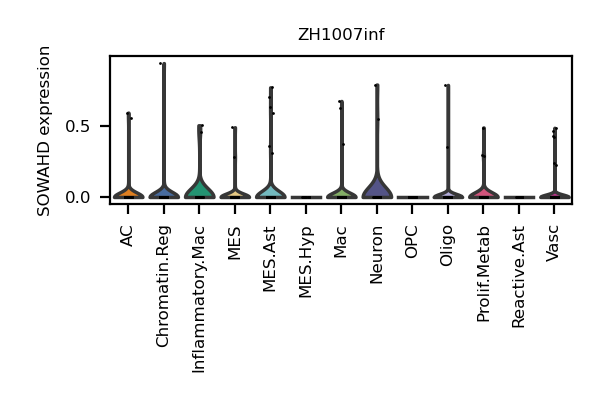 ZH1007inf
SOWAHD expression
0.5
0.0
AC
Chromatin.Reg
Inflammatory.Mac
MES
MES.Ast
MES.Hyp
Mac
Neuron
OPC
Oligo
Prolif.Metab
Reactive.Ast
Vasc